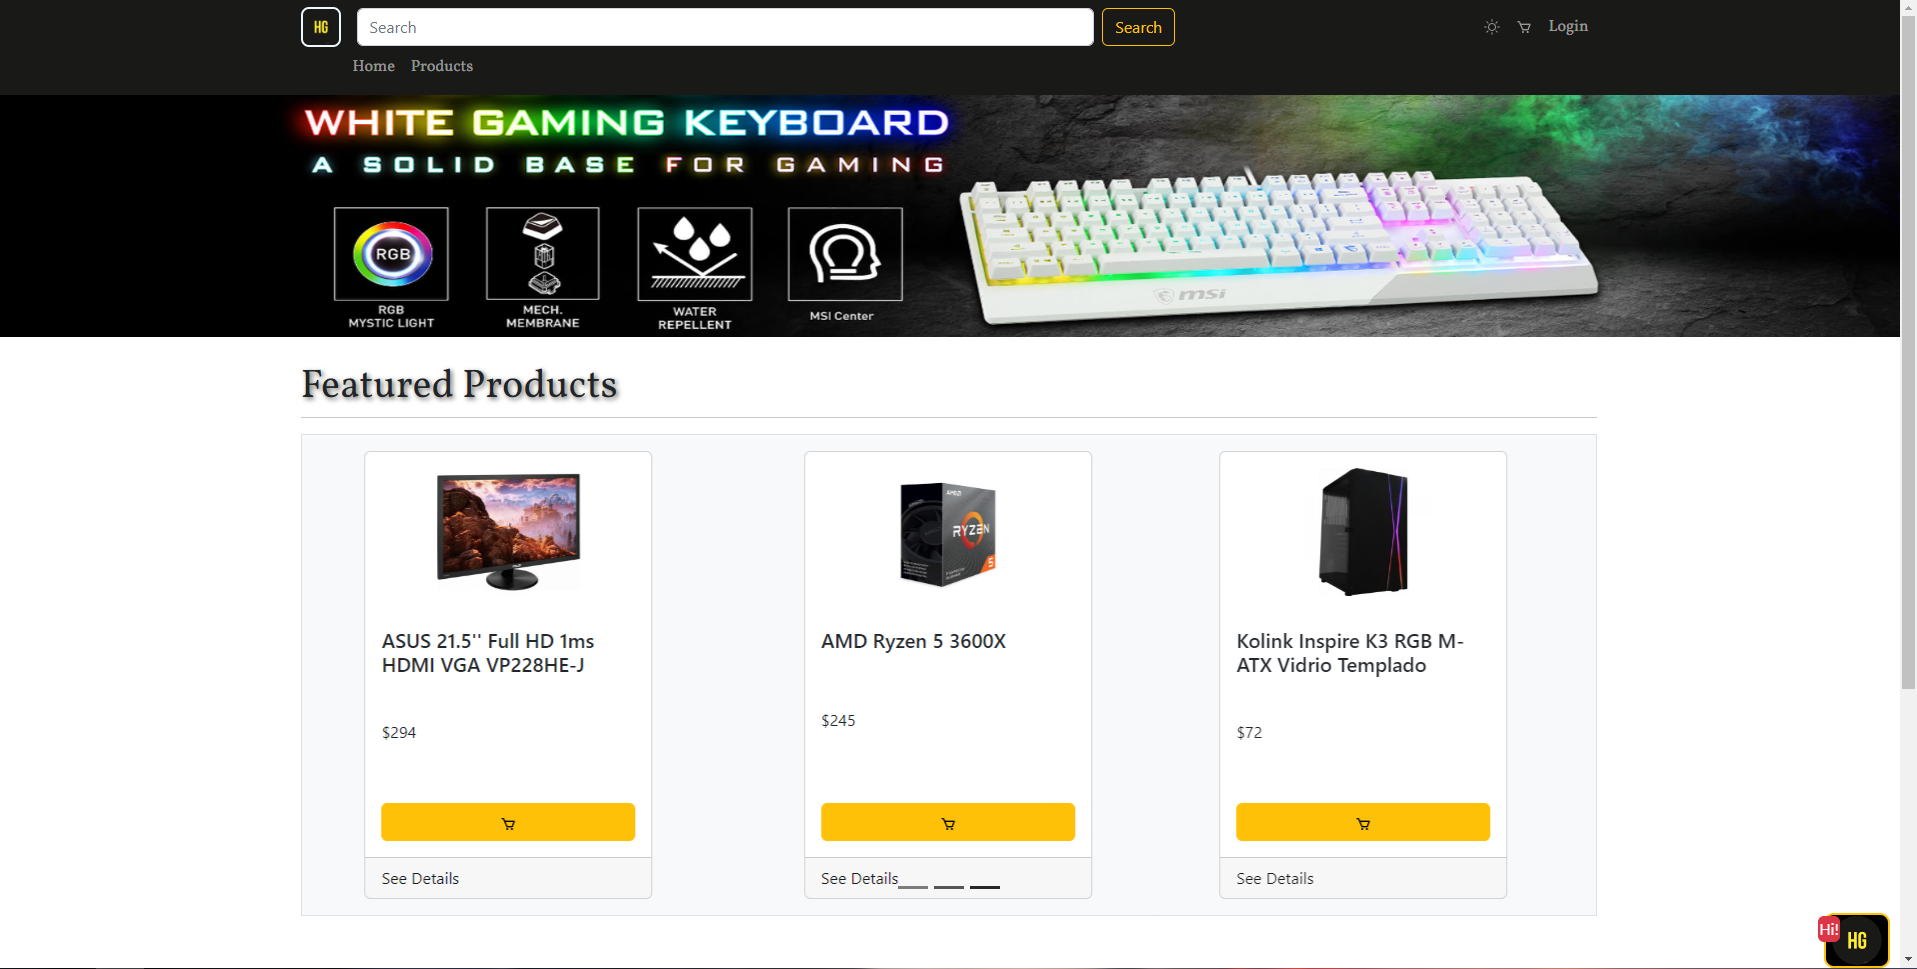 HG
Search
Search
Login
Home
Products
WHITE GAMING KEYBOARD
A SOLID BASE FOR GAMING
RGB
RGB
MYSTIC LIGHT
MECH.
MEMBRANE
WATER
REPELLENT
MSI Center
msi
Featured Products
AMD
RYZEN
5
ASUS 21.5'' Full HD 1ms
HDMI VGA VP228HE-J
$294
See Details
AMD Ryzen 5 3600X
$245
See Details
Kolink Inspire K3 RGB M-
ATX Vidrio Templado
$72
See Details
Hi!
HG